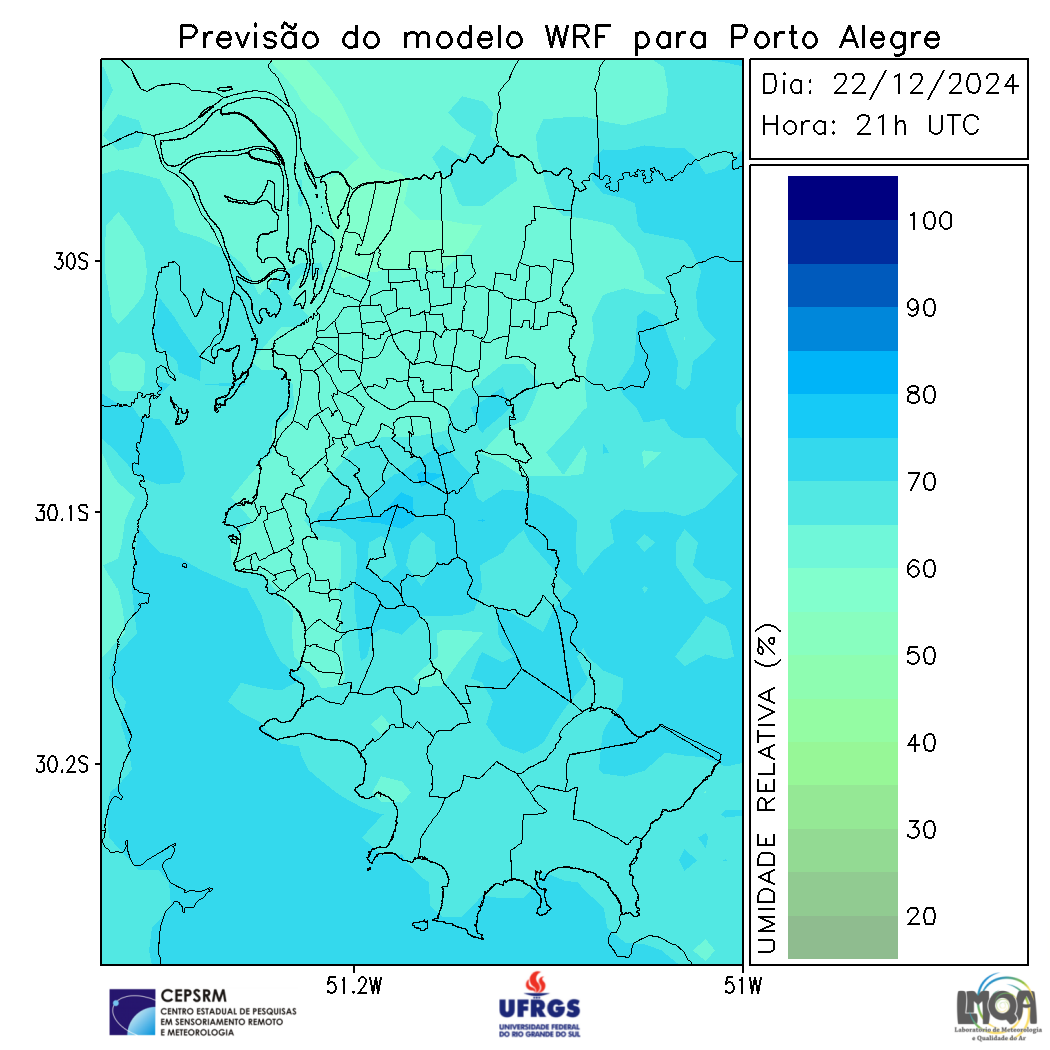 Previsão do modelo WRF para Porto Alegre
Dia: 22/12/2024
Hora: 21h UTC
100
90
80
70
60
50
40
30
20
UMIDADE RELATIVA (%)
30S
30.1S
30.2S
51.2W
51W
CEPSRM
CENTRO ESTADUAL DE PESQUISAS
EM SENSORIAMENTO REMOTO
E METEOROLOGIA
UFRGS
UNIVERSIDADE FEDERAL
DO RIO GRANDE DO SUL
LMQA
Laboratório de Meteorologia
e Qualidade do Ar